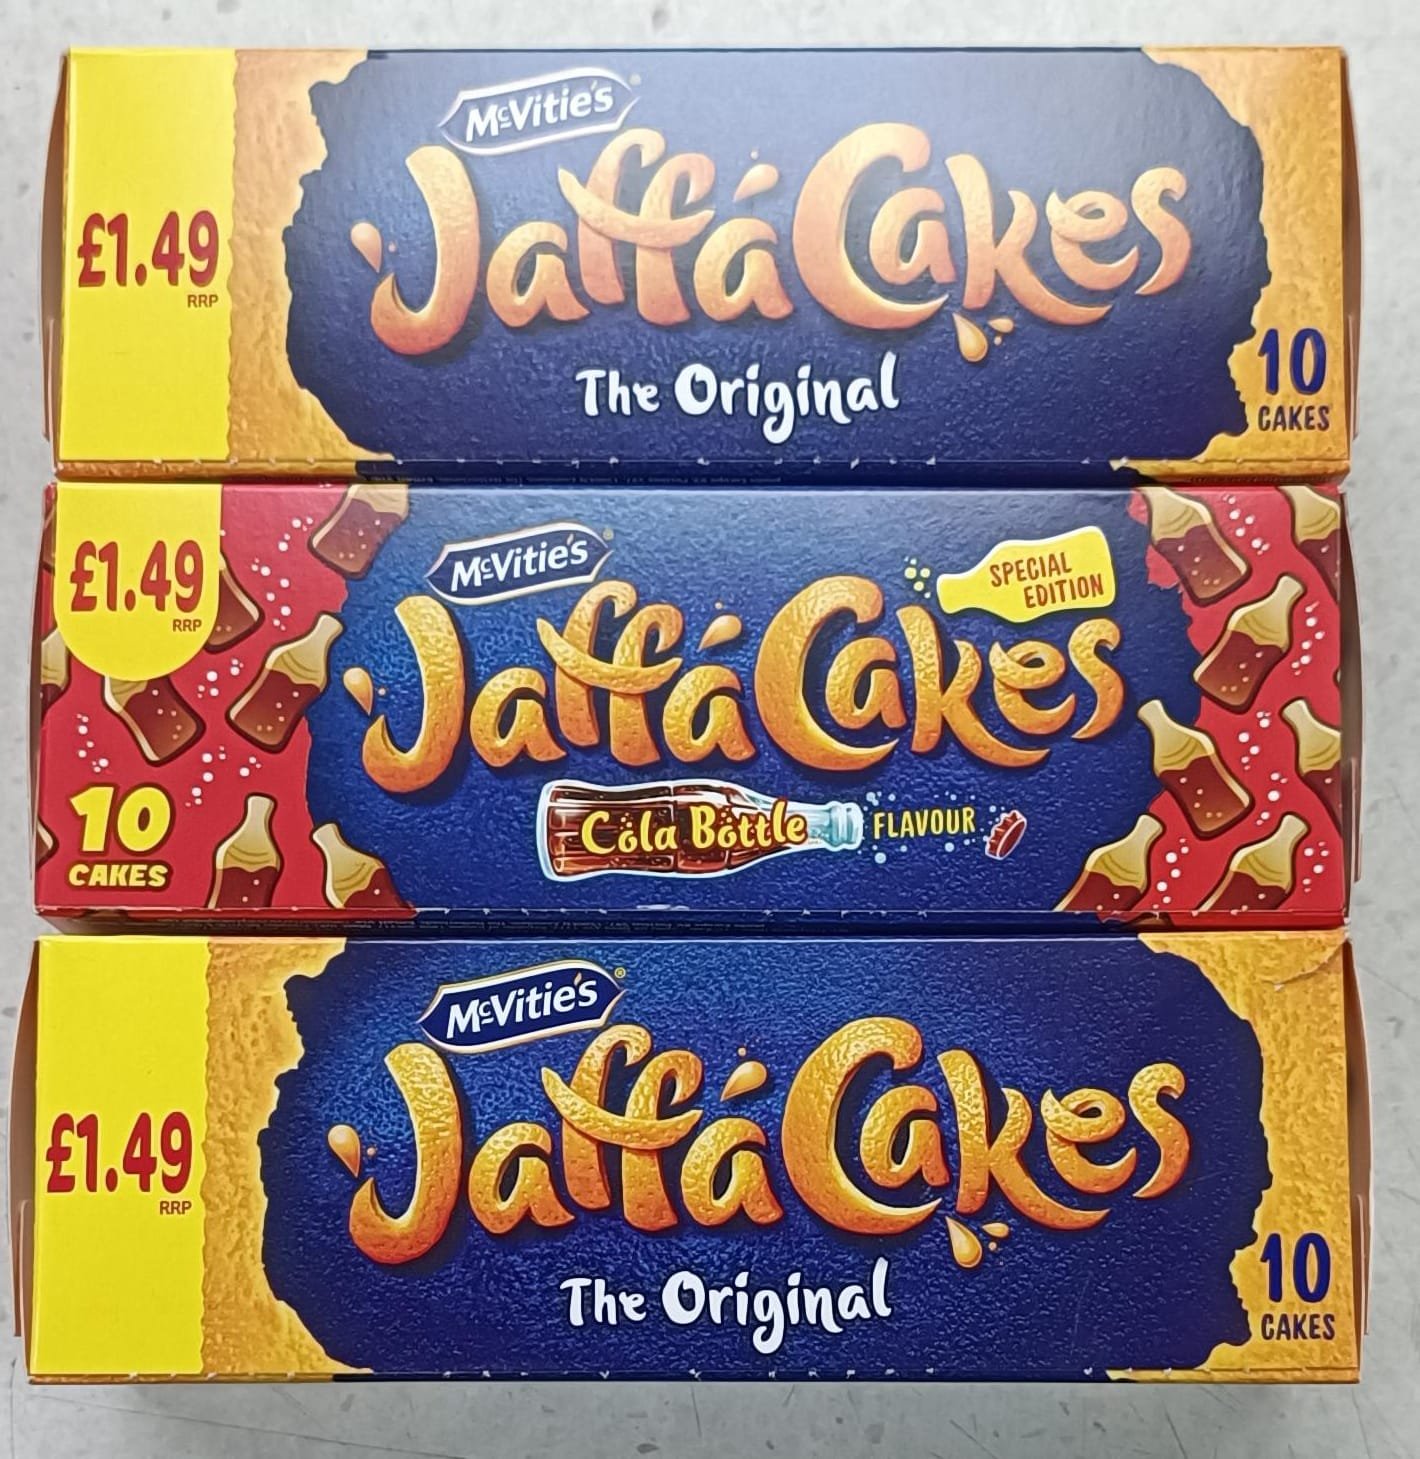 McVitie's
Jaffa Cakes
The Original
£1.49
RRP
10
CAKES
McVitie's
Jaffa Cakes
SPECIAL
EDITION
Cola Bottle FLAVOUR
£1.49
RRP
10
CAKES
McVitie's
Jaffa Cakes
The Original
£1.49
RRP
10
CAKES